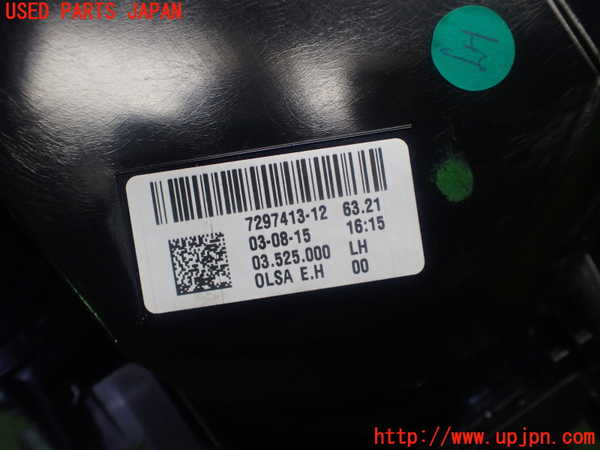 USED PARTS JAPAN
7297413-12 63.21
03-08-15 16:15
03.525.000 LH
OLSA E.H 00
http://www.upjpn.com/